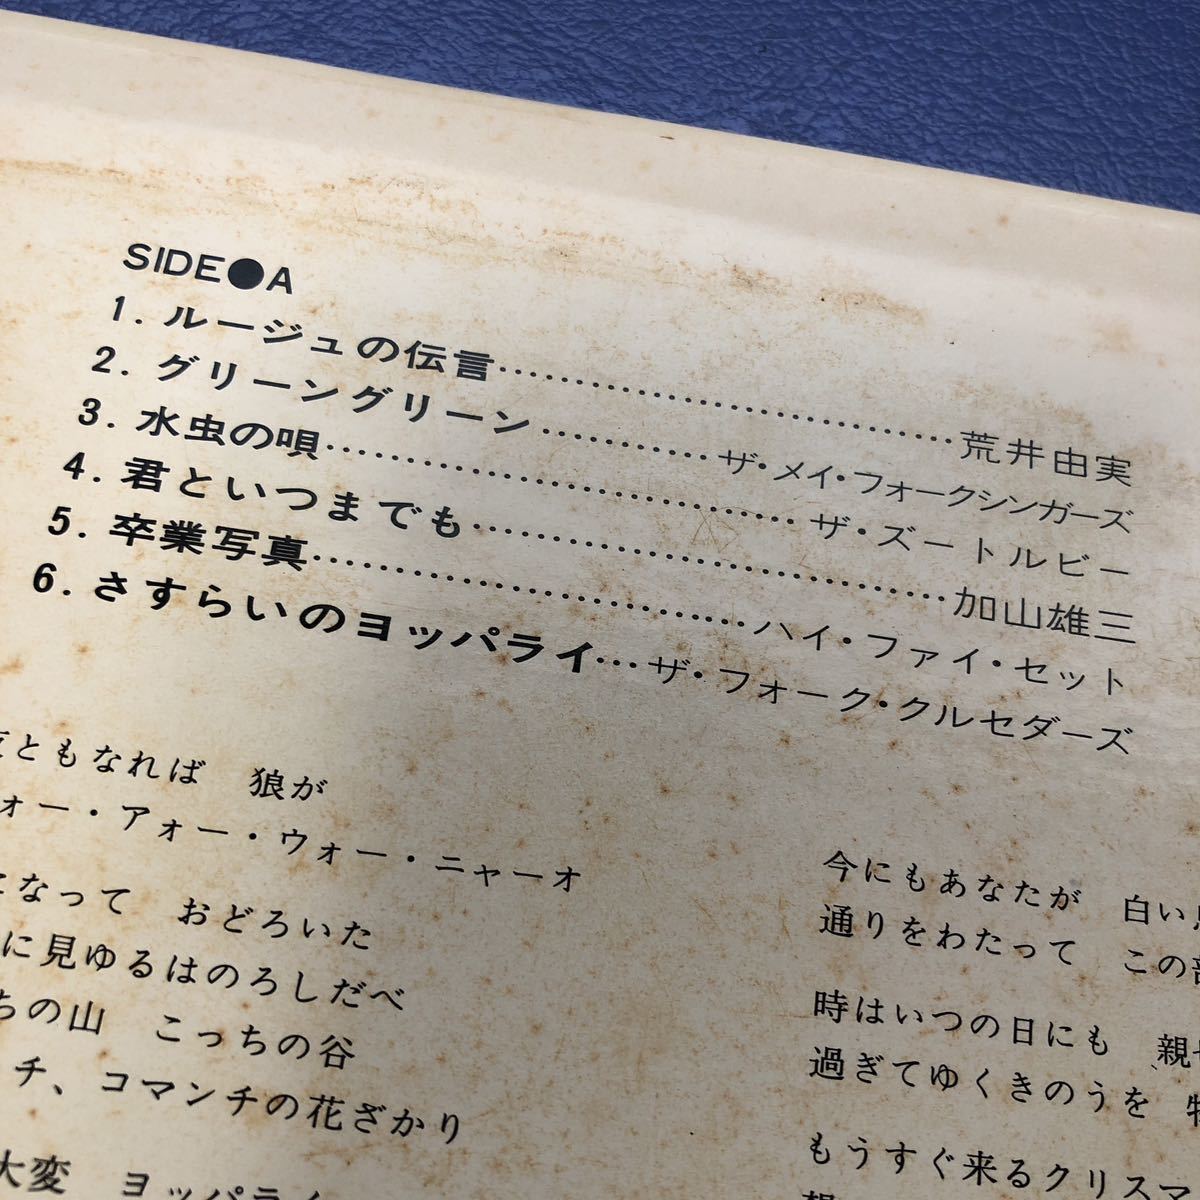 SIDE●A
1. ルージュの伝言……………………………荒井由実
2. グリーングリーン…………ザ・メイ・フォークシンガーズ
3. 水虫の唄……………………………ザ・ズートルビー
4. 君といつまでも……………………………加山雄三
5. 卒業写真…………………………ハイ・ファイ・セット
6. さすらいのヨッパライ…ザ・フォーク・クルセダーズ
ともなれば　狼が
ォー・アォー・ウォー・ニャーオ
なって　おどろいた
に見ゆるはのろしだべ
ちの山　こっちの谷
チ、コマンチの花ざかり
大変　ヨッパライ
今にもあなたが　白い
通りをわたって　この
時はいつの日にも　親
過ぎてゆくきのうを
もうすぐ来るクリスマ